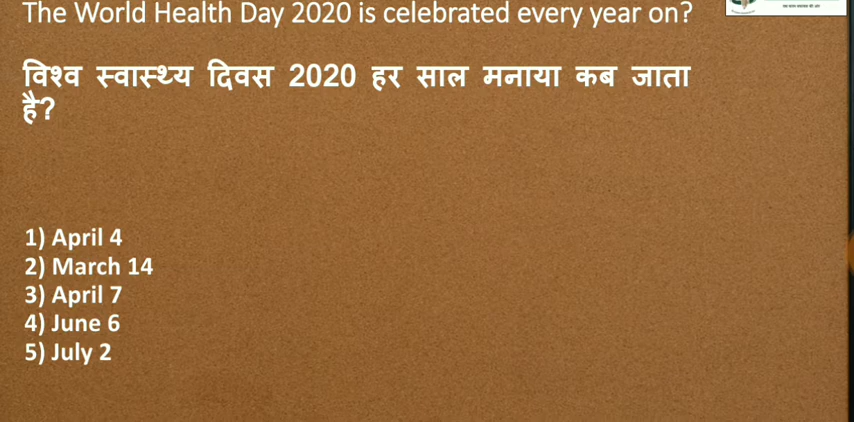 The World Health Day 2020 is celebrated every year on?
विश्व स्वास्थ्य दिवस 2020 हर साल मनाया कब जाता
है?
1) April 4
2) March 14
3) April 7
4) June 6
5) July 2